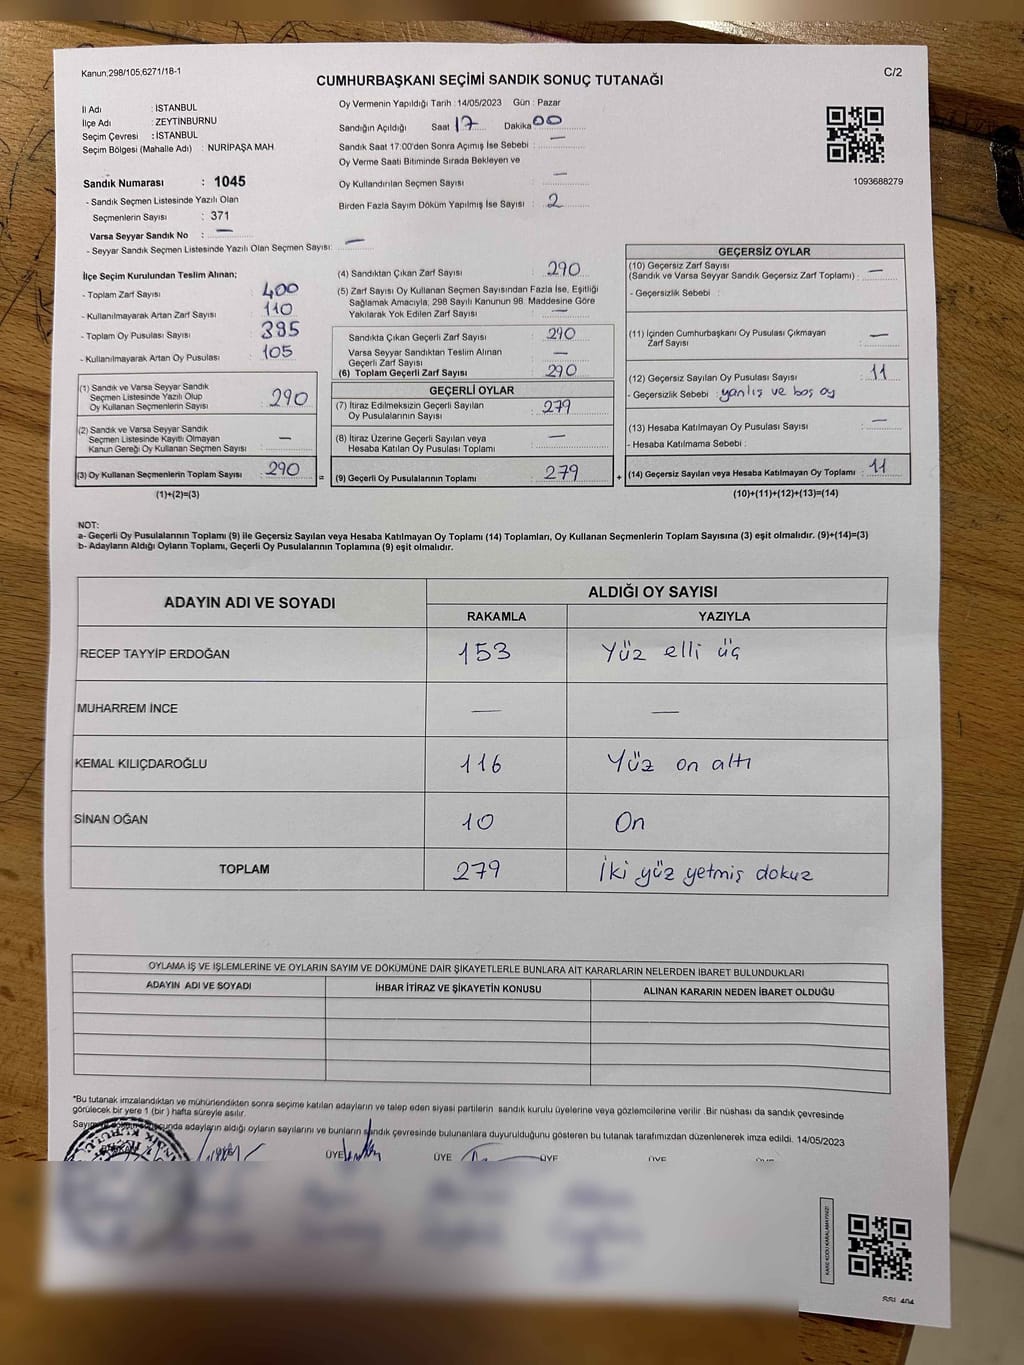 Kanun;298/105;6271/18-1
C/2
CUMHURBAŞKANI SEÇİMİ SANDIK SONUÇ TUTANAĞI
İl Adı : İSTANBUL
İlçe Adı : ZEYTİNBURNU
Seçim Çevresi : İSTANBUL
Seçim Bölgesi (Mahalle Adı) : NURİPAŞA MAH.
Sandık Numarası : 1045
- Sandık Seçmen Listesinde Yazılı Olan
Seçmenlerin Sayısı : 371
Varsa Seyyar Sandık No : —
- Seyyar Sandık Seçmen Listesinde Yazılı Olan Seçmen Sayısı: —
Oy Vermenin Yapıldığı Tarih : 14/05/2023 Gün : Pazar
Sandığın Açıldığı Saat 17 Dakika 00
Sandık Saat 17:00'den Sonra Açımış İse Sebebi : —
Oy Verme Saati Bitiminde Sırada Bekleyen ve
Oy Kullandırılan Seçmen Sayısı : —
Birden Fazla Sayım Döküm Yapılmış İse Sayısı : 2
1093688279
İlçe Seçim Kurulundan Teslim Alınan;
- Toplam Zarf Sayısı : 400
- Kullanılmayarak Artan Zarf Sayısı : 110
- Toplam Oy Pusulası Sayısı : 395
- Kullanılmayarak Artan Oy Pusulası : 105
(1) Sandık ve Varsa Seyyar Sandık
Seçmen Listesinde Yazılı Olup
Oy Kullanan Seçmenlerin Sayısı : 290
(2) Sandık ve Varsa Seyyar Sandık
Seçmen Listesinde Kayıtlı Olmayan
Kanun Gereği Oy Kullanan Seçmen Sayısı : —
(3) Oy Kullanan Seçmenlerin Toplam Sayısı : 290
(1)+(2)=(3)
(4) Sandıktan Çıkan Zarf Sayısı : 290
(5) Zarf Sayısı Oy Kullanan Seçmen Sayısından Fazla İse, Eşitliği
Sağlamak Amacıyla; 298 Sayılı Kanunun 98. Maddesine Göre
Yakılarak Yok Edilen Zarf Sayısı : —
Sandıkta Çıkan Geçerli Zarf Sayısı : 290
Varsa Seyyar Sandıktan Teslim Alınan
Geçerli Zarf Sayısı : —
(6) Toplam Geçerli Zarf Sayısı : 290
GEÇERLİ OYLAR
(7) İtiraz Edilmeksizin Geçerli Sayılan
Oy Pusulalarının Sayısı : 279
(8) İtiraz Üzerine Geçerli Sayılan veya
Hesaba Katılan Oy Pusulaları Toplamı : —
= (9) Geçerli Oy Pusulalarının Toplamı : 279 +
GEÇERSİZ OYLAR
(10) Geçersiz Zarf Sayısı
(Sandık ve Varsa Seyyar Sandık Geçersiz Zarf Toplamı) : —
- Geçersizlik Sebebi :
(11) İçinden Cumhurbaşkanı Oy Pusulası Çıkmayan
Zarf Sayısı : —
(12) Geçersiz Sayılan Oy Pusulası Sayısı : 11
- Geçersizlik Sebebi : yanlış ve boş oy
(13) Hesaba Katılmayan Oy Pusulası Sayısı : —
- Hesaba Katılmama Sebebi :
(14) Geçersiz Sayılan veya Hesaba Katılmayan Oy Toplamı : 11
(10)+(11)+(12)+(13)=(14)
NOT:
a- Geçerli Oy Pusulalarının Toplamı (9) ile Geçersiz Sayılan veya Hesaba Katılmayan Oy Toplamı (14) Toplamları, Oy Kullanan Seçmenlerin Toplam Sayısına (3) eşit olmalıdır. (9)+(14)=(3)
b- Adayların Aldığı Oyların Toplamı, Geçerli Oy Pusulalarının Toplamına (9) eşit olmalıdır.
ADAYIN ADI VE SOYADI ALDIĞI OY SAYISI
RAKAMLA YAZIYLA
RECEP TAYYİP ERDOĞAN 153 Yüz elli üç
MUHARREM İNCE — —
KEMAL KILIÇDAROĞLU 116 Yüz on altı
SİNAN OĞAN 10 On
TOPLAM 279 İki yüz yetmiş dokuz
OYLAMA İŞ VE İŞLEMLERİNE VE OYLARIN SAYIM VE DÖKÜMÜNE DAİR ŞİKAYETLERLE BUNLARA AİT KARARLARIN NELERDEN İBARET BULUNDUKLARI
ADAYIN ADI VE SOYADI İHBAR İTİRAZ VE ŞİKAYETİN KONUSU ALINAN KARARIN NEDEN İBARET OLDUĞU
*Bu tutanak imzalandıktan ve mühürlendikten sonra seçime katılan adayların ve talep eden siyasi partilerin sandık kurulu üyelerine veya gözlemcilerine verilir .Bir nüshası da sandık çevresinde
görülecek bir yere 1 (bir ) hafta süreyle asılır.
adayların aldığı oyların sayılarını ve bunların sandık çevresinde bulunanlara duyurulduğunu gösteren bu tutanak tarafımızdan düzenlenerek imza edildi. 14/05/2023
ÜYE ÜYE ÜYE ÜYE